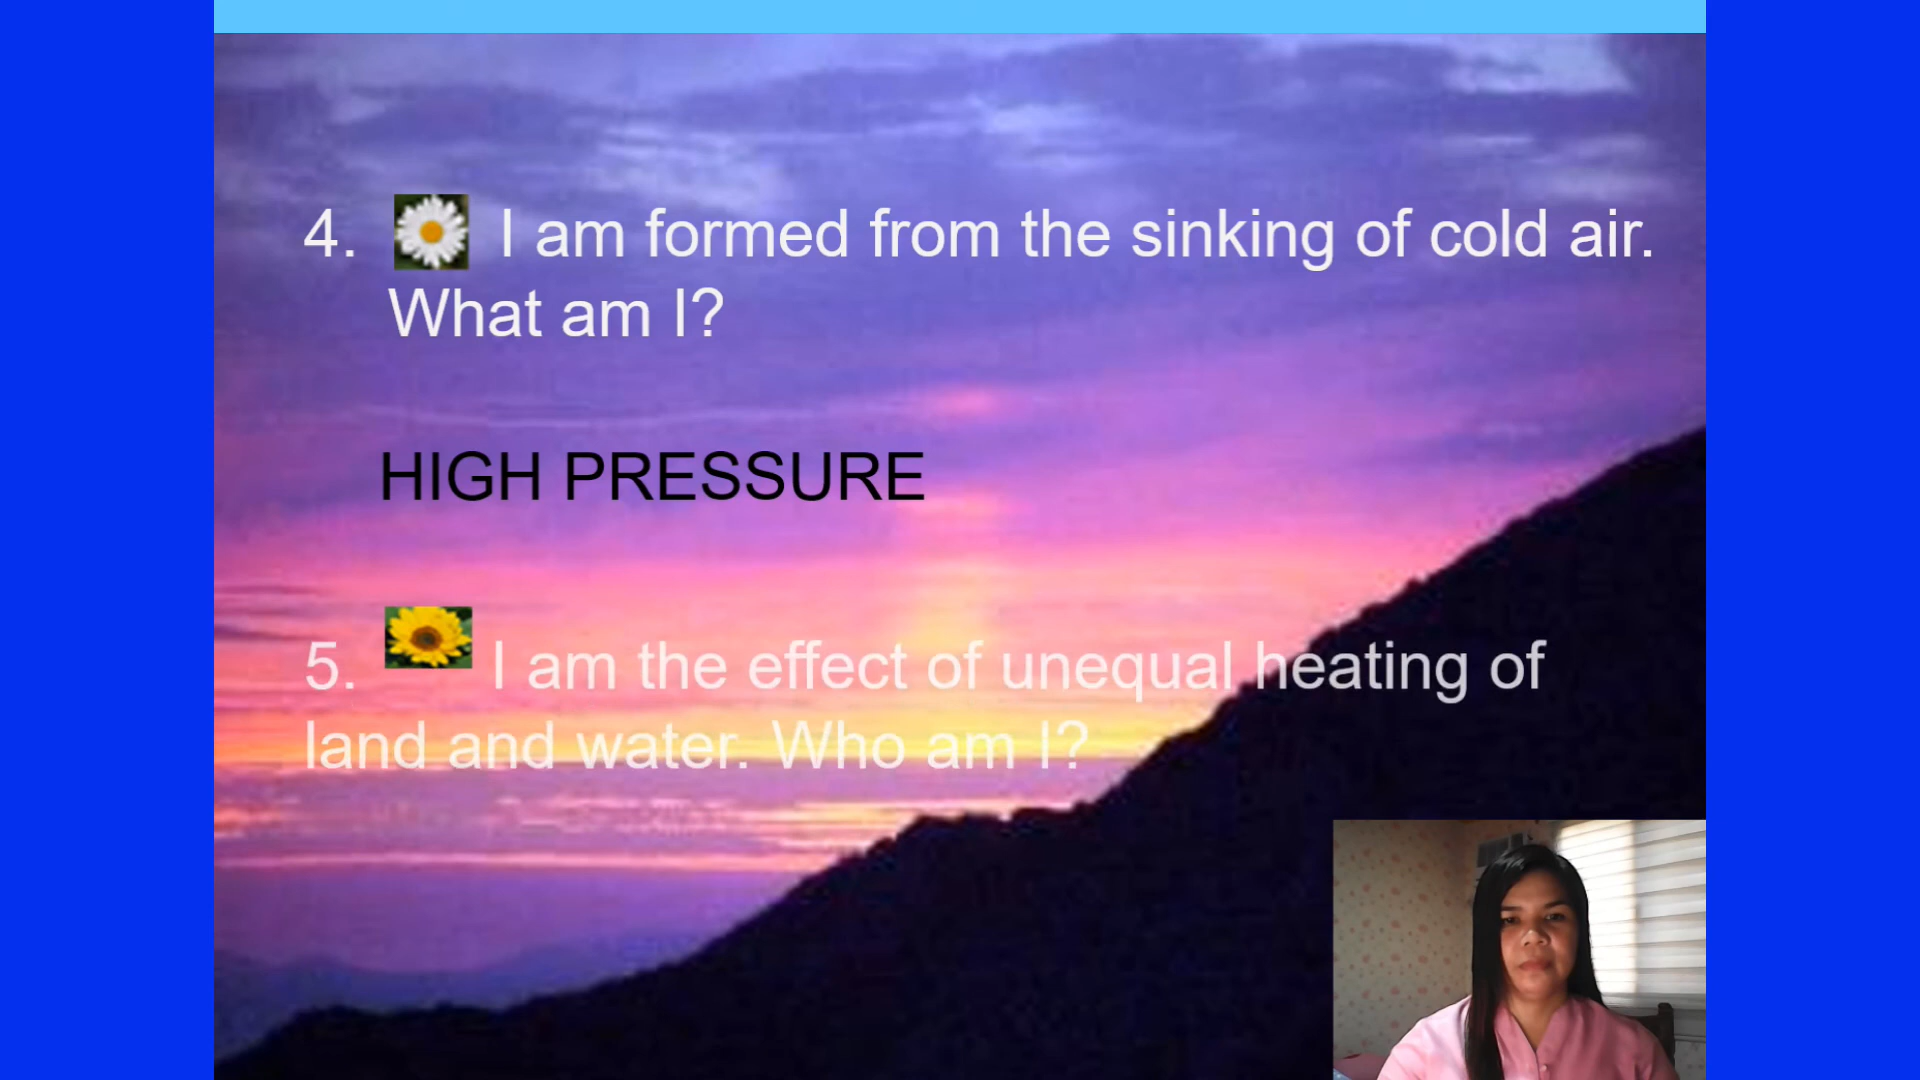 4. I am formed from the sinking of cold air.
What am I?
HIGH PRESSURE
5. I am the effect of unequal heating of
land and water. Who am I?